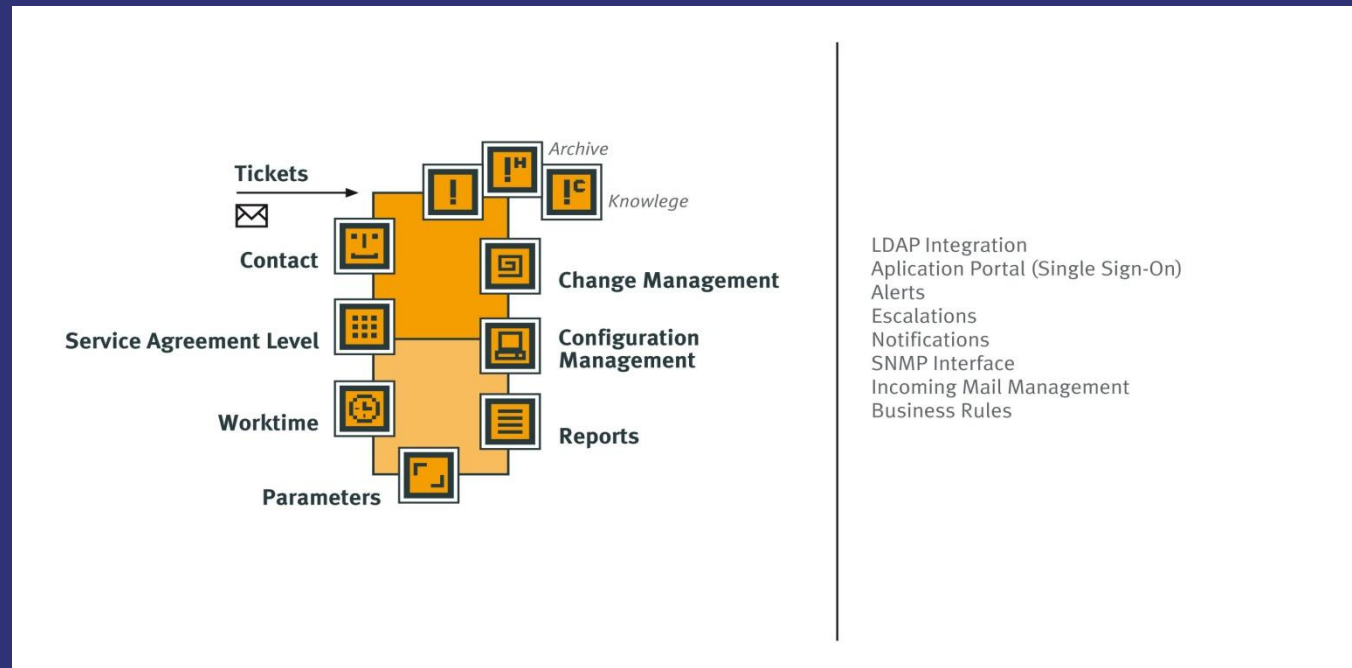 Tickets
Archive
Knowlege
Contact
Change Management
Service Agreement Level
Configuration
Management
Worktime
Reports
Parameters
LDAP Integration
Aplication Portal (Single Sign-On)
Alerts
Escalations
Notifications
SNMP Interface
Incoming Mail Management
Business Rules